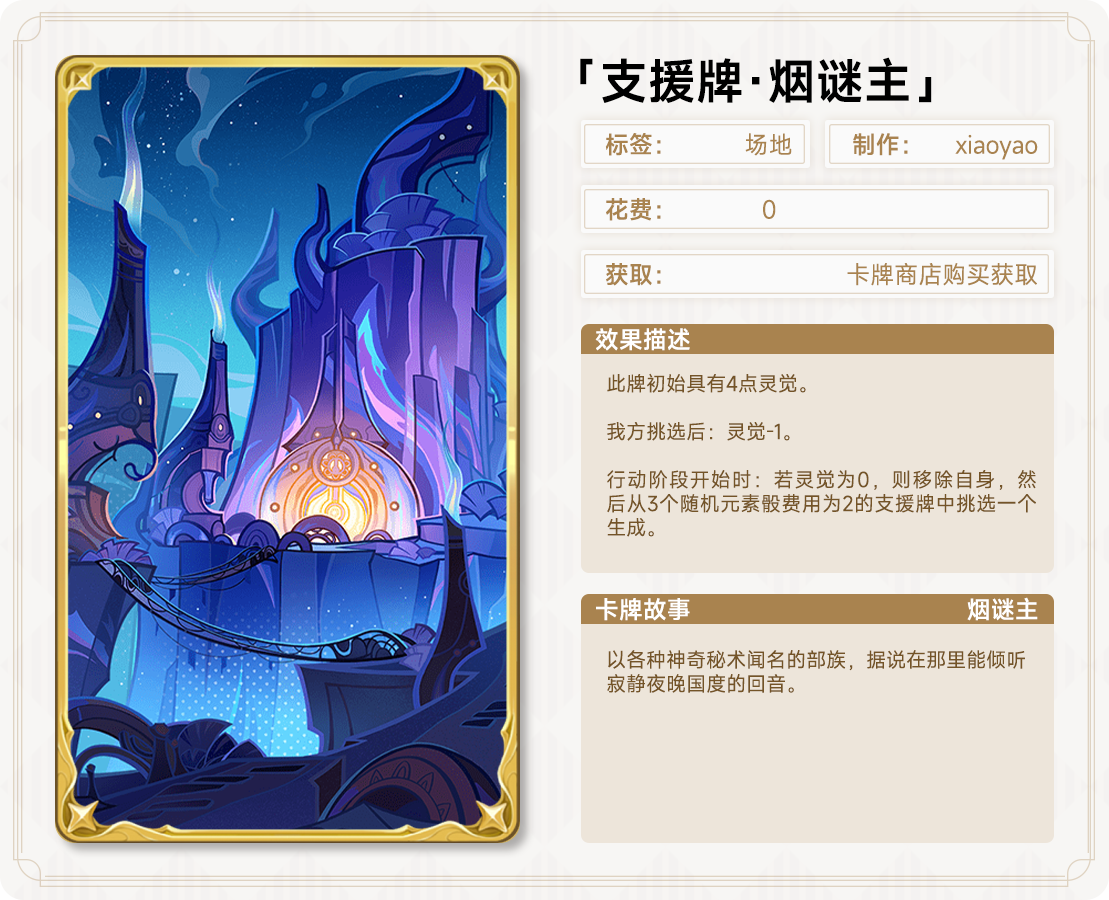 「支援牌·烟谜主」
标签： 场地 制作： xiaoyao
花费： 0
获取： 卡牌商店购买获取
效果描述
此牌初始具有4点灵觉。
我方挑选后：灵觉-1。
行动阶段开始时：若灵觉为0，则移除自身，然
后从3个随机元素骰费用为2的支援牌中挑选一个
生成。
卡牌故事 烟谜主
以各种神奇秘术闻名的部族，据说在那里能倾听
寂静夜晚国度的回音。